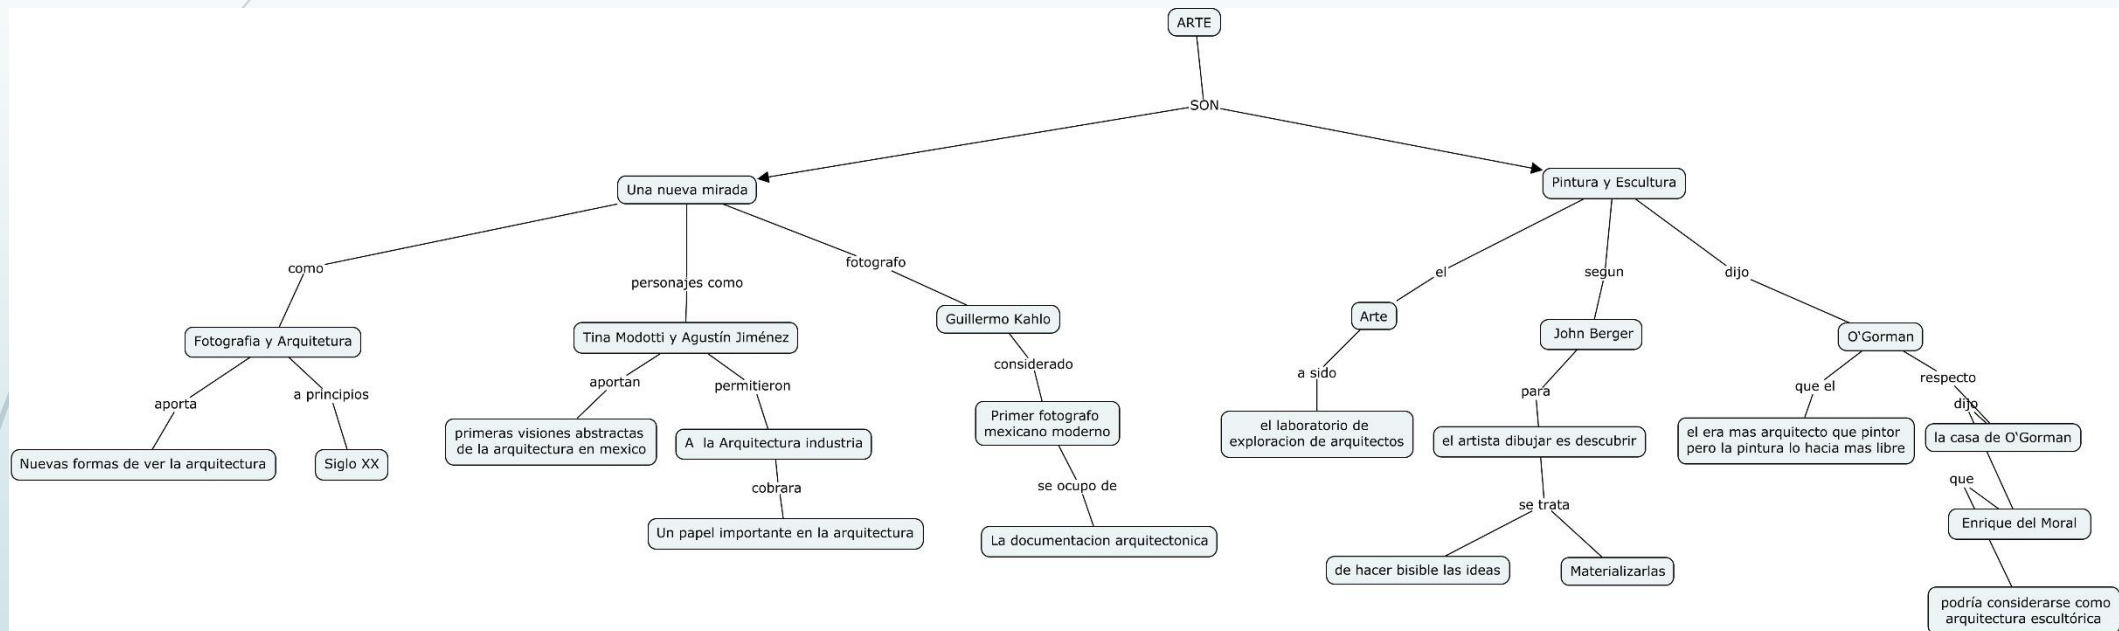 ARTE
SON
Una nueva mirada
Pintura y Escultura
como
personajes como
fotografo
el
segun
dijo
Fotografia y Arquitetura
Tina Modotti y Agustín Jiménez
Guillermo Kahlo
Arte
John Berger
O'Gorman
aporta
a principios
aportan
permitieron
considerado
a sido
para
que el
respecto
dijo
Nuevas formas de ver la arquitectura
Siglo XX
primeras visiones abstractas
de la arquitectura en mexico
A la Arquitectura industria
Primer fotografo
mexicano moderno
el laboratorio de
exploracion de arquitectos
el artista dibujar es descubrir
el era mas arquitecto que pintor
pero la pintura lo hacia mas libre
la casa de O'Gorman
cobrara
se ocupo de
se trata
que
Un papel importante en la arquitectura
La documentacion arquitectonica
de hacer bisible las ideas
Materializarlas
Enrique del Moral
podría considerarse como
arquitectura escultórica